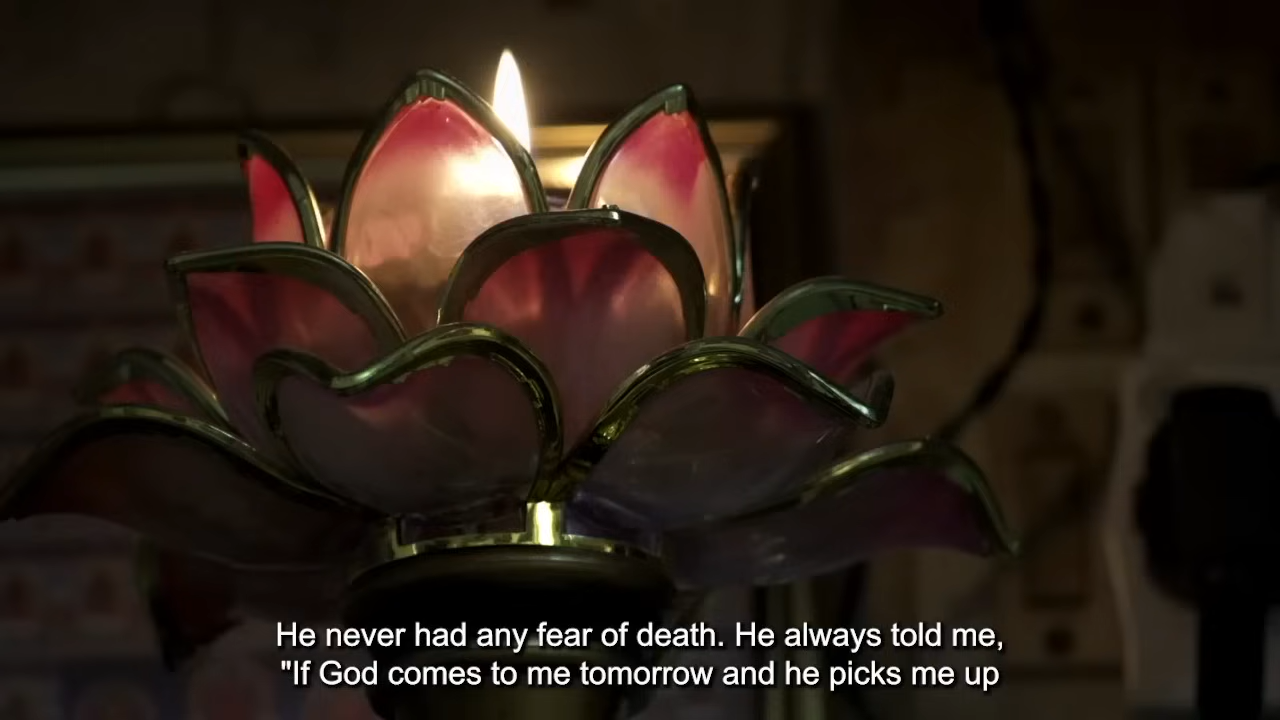 He never had any fear of death. He always told me,
"If God comes to me tomorrow and he picks me up